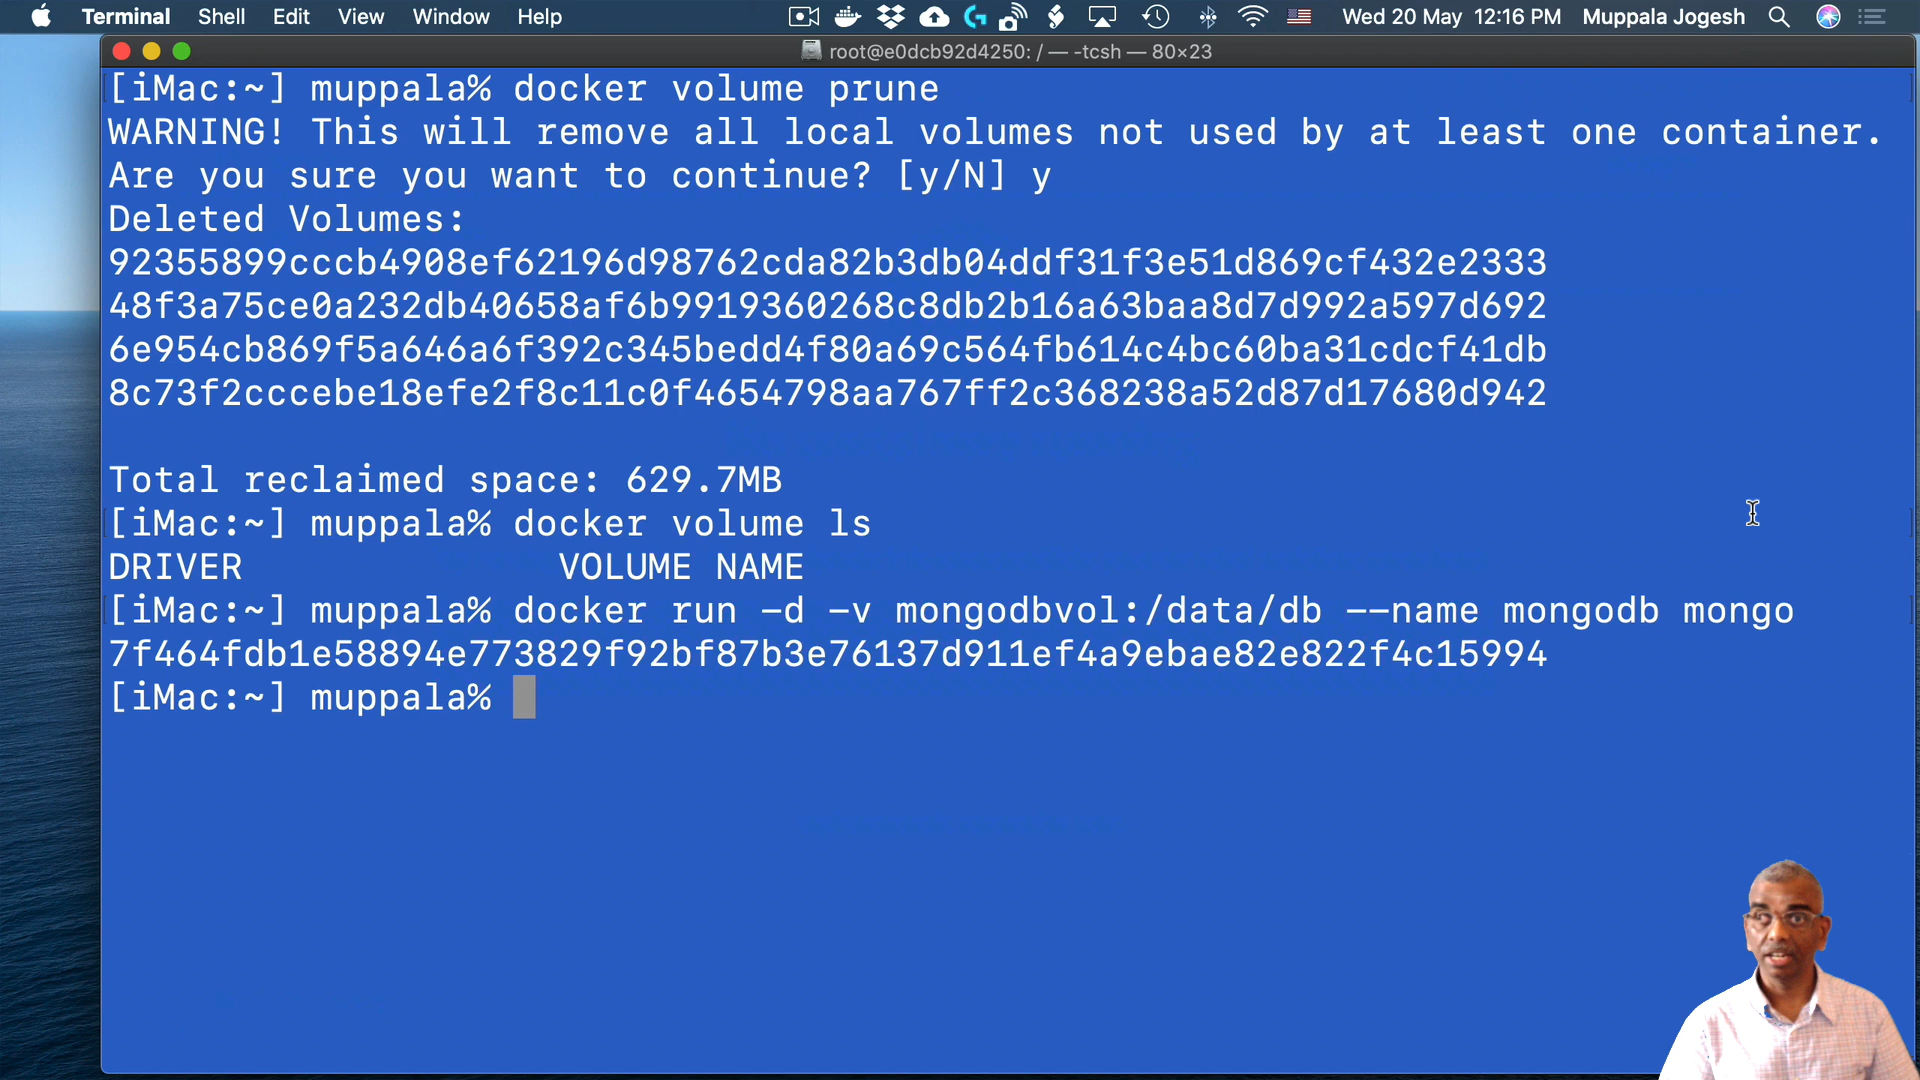 Terminal Shell Edit View Window Help Wed 20 May 12:16 PM Muppala Jogesh
root@e0dcb92d4250: / — -tcsh — 80×23
[iMac:~] muppala% docker volume prune
WARNING! This will remove all local volumes not used by at least one container.
Are you sure you want to continue? [y/N] y
Deleted Volumes:
92355899cccb4908ef62196d98762cda82b3db04ddf31f3e51d869cf432e2333
48f3a75ce0a232db40658af6b9919360268c8db2b16a63baa8d7d992a597d692
6e954cb869f5a646a6f392c345bedd4f80a69c564fb614c4bc60ba31cdcf41db
8c73f2cccebe18efe2f8c11c0f4654798aa767ff2c368238a52d87d17680d942
Total reclaimed space: 629.7MB
[iMac:~] muppala% docker volume ls
DRIVER VOLUME NAME
[iMac:~] muppala% docker run -d -v mongodbvol:/data/db --name mongodb mongo
7f464fdb1e58894e773829f92bf87b3e76137d911ef4a9ebae82e822f4c15994
[iMac:~] muppala%